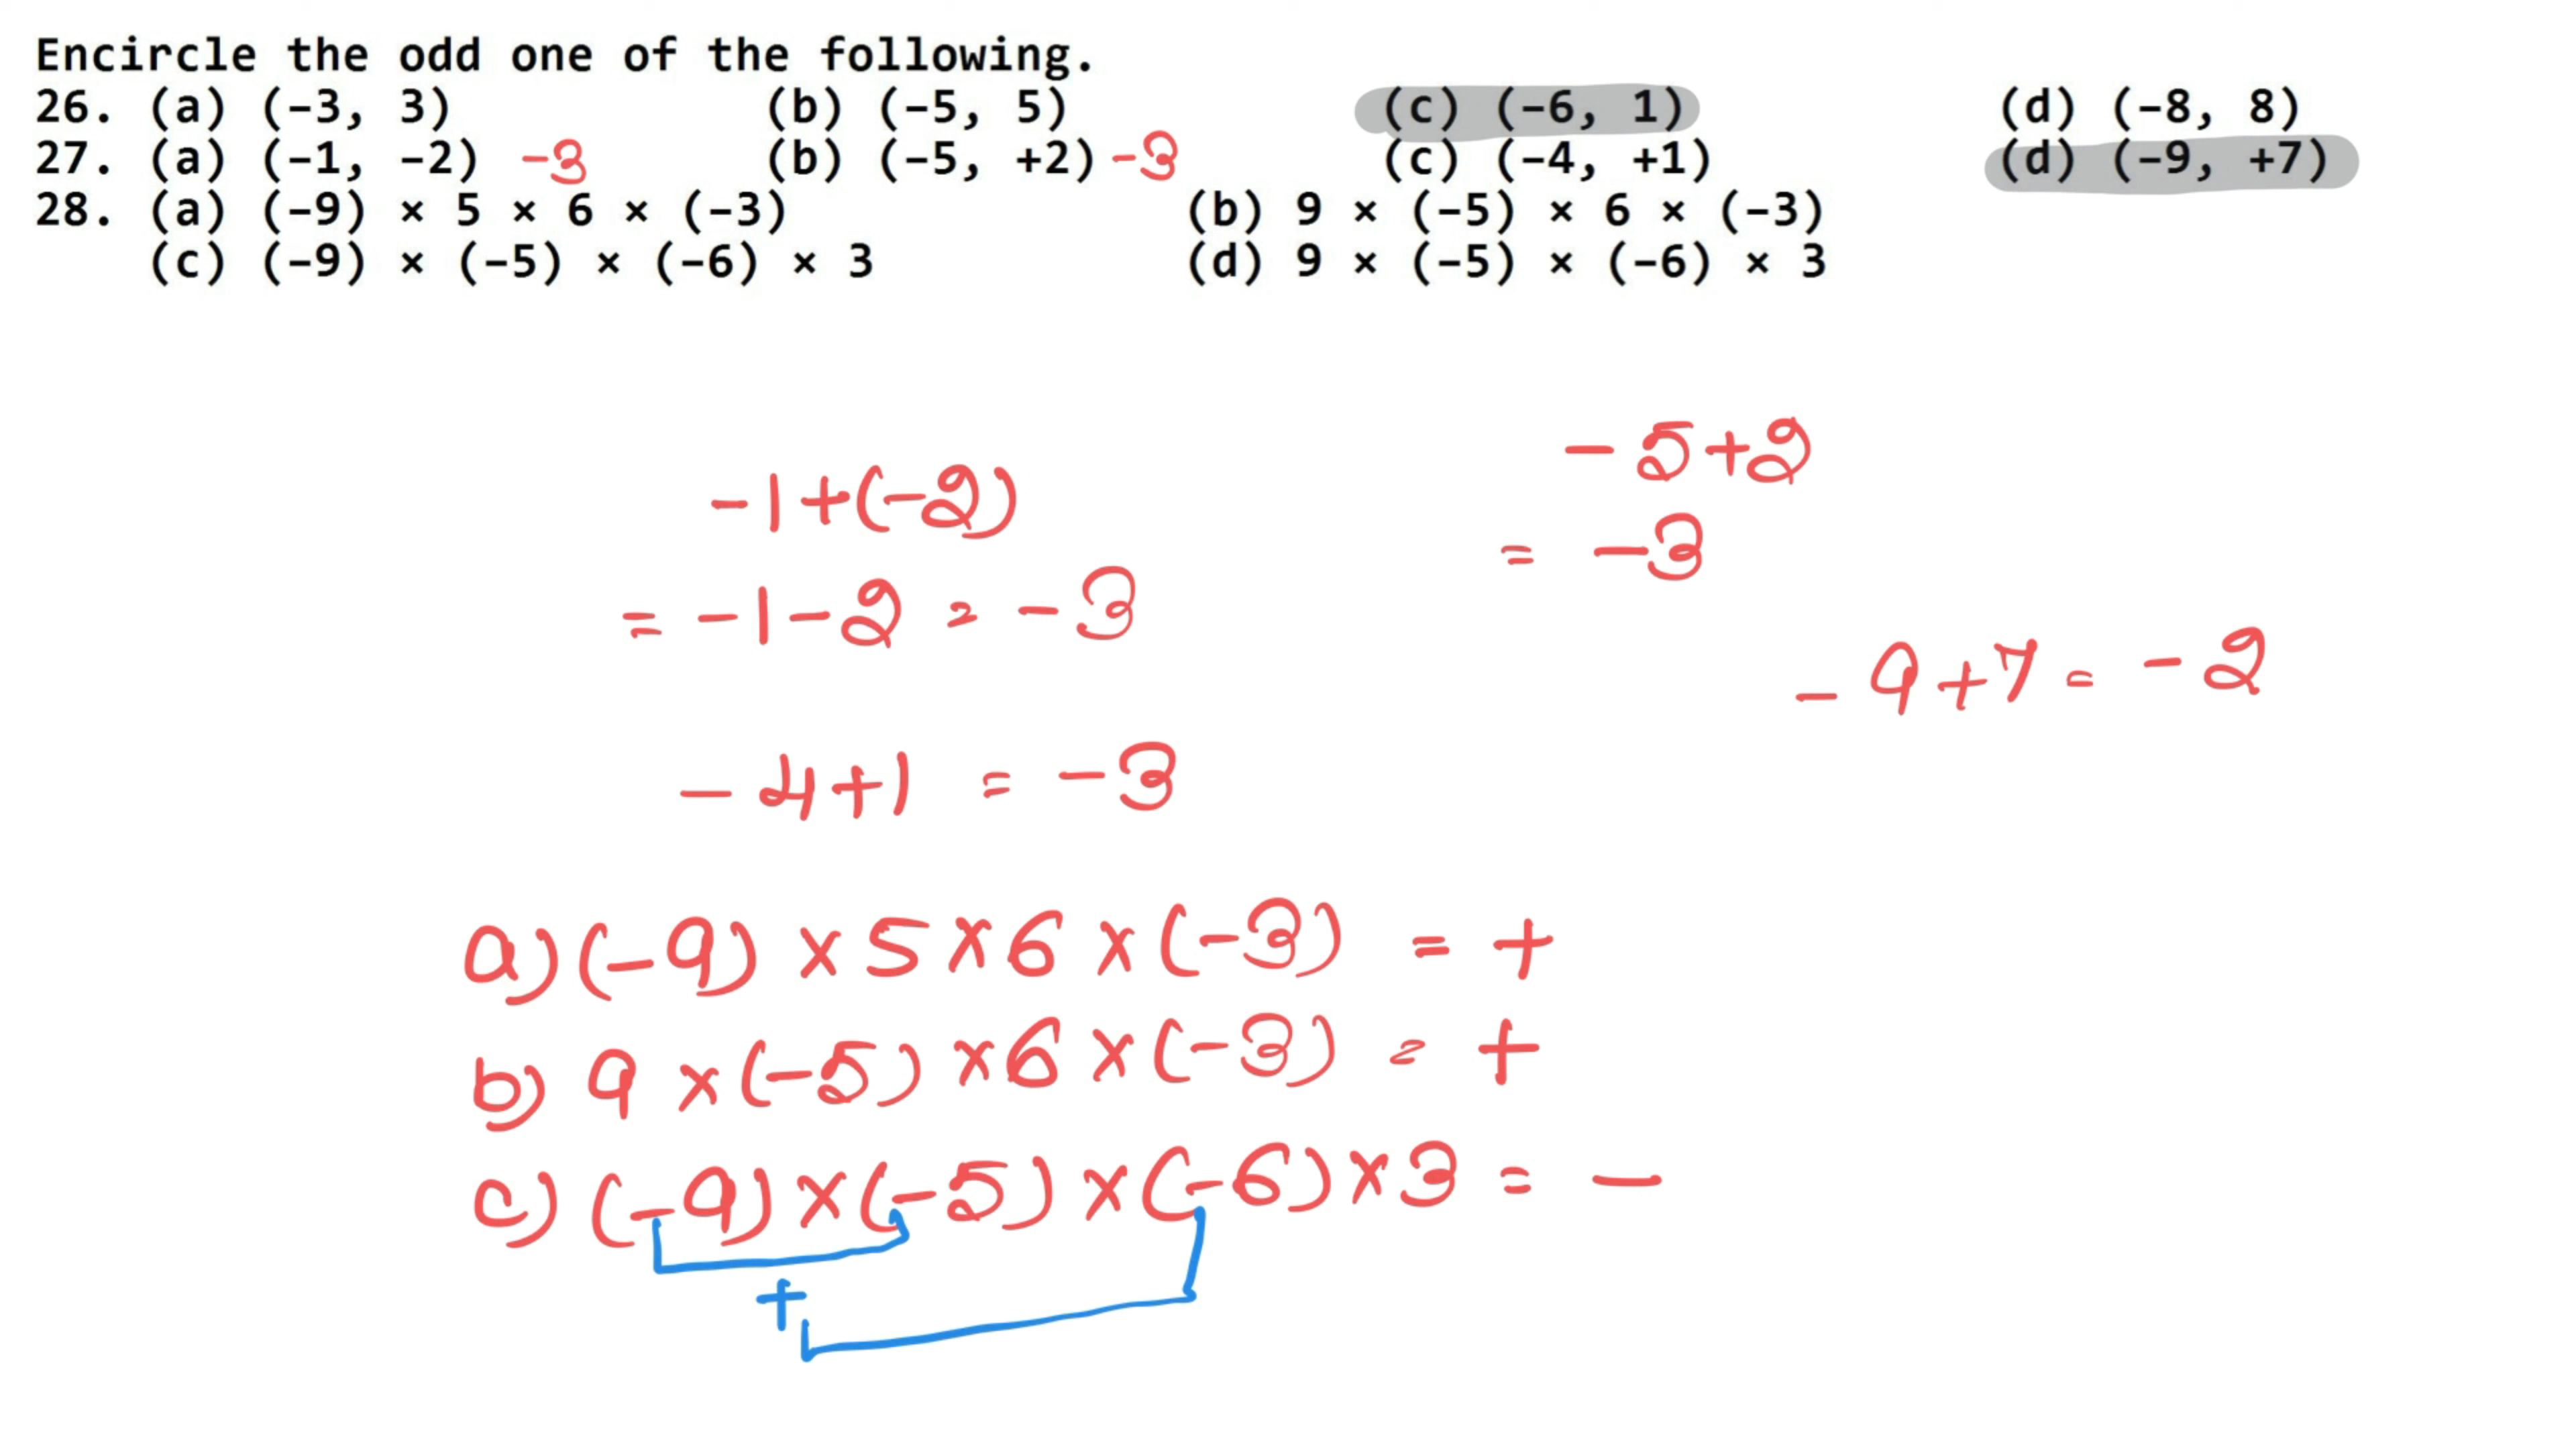 Encircle the odd one of the following.
26. (a) (-3, 3) (b) (-5, 5) (c) (-6, 1) (d) (-8, 8)
27. (a) (-1, -2) -3 (b) (-5, +2) -3 (c) (-4, +1) (d) (-9, +7)
28. (a) (-9) × 5 × 6 × (-3) (b) 9 × (-5) × 6 × (-3)
(c) (-9) × (-5) × (-6) × 3 (d) 9 × (-5) × (-6) × 3
-5+2
-1+(-2)
= -3
= -1-2 = -3
-9+7 = -2
-4+1 = -3
a) (-9) × 5 × 6 × (-3) = +
b) 9 × (-5) × 6 × (-3) = +
c) (-9) × (-5) × (-6) × 3 = -
+